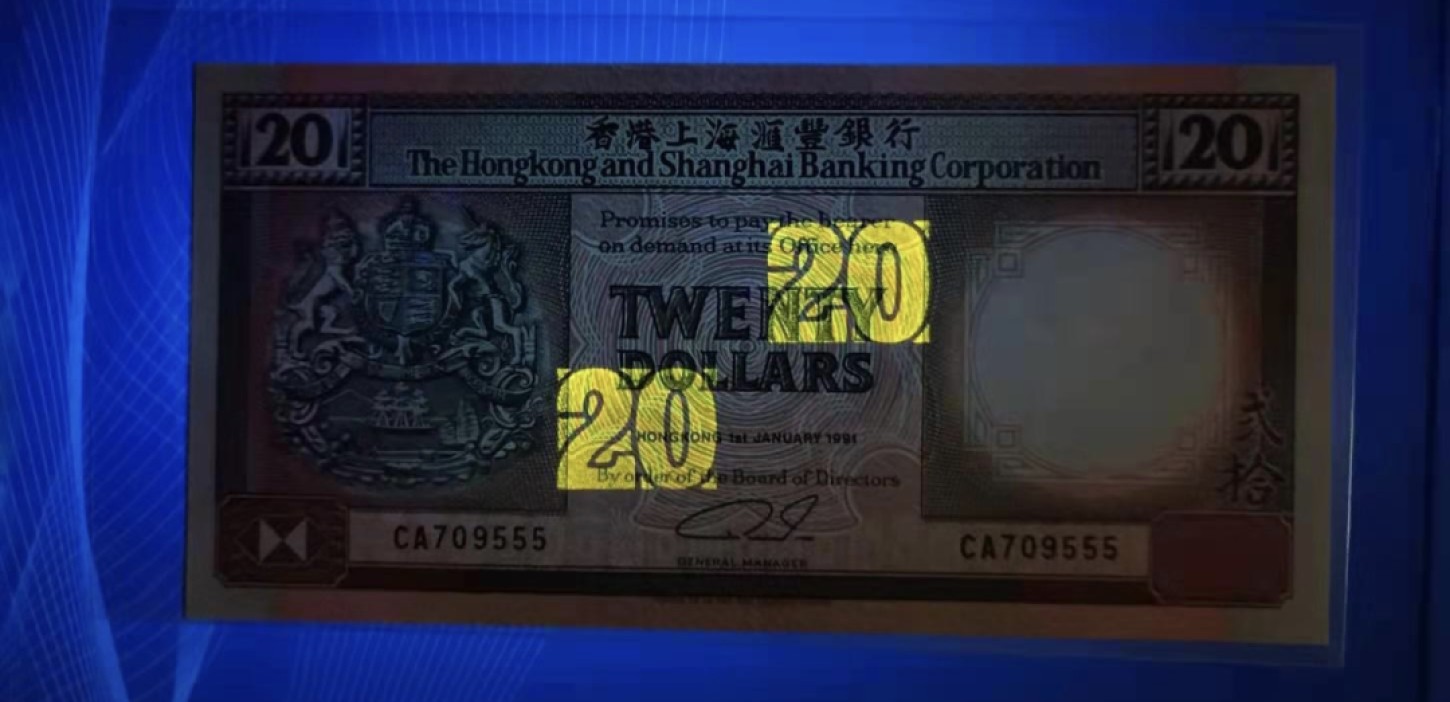 20
香港上海滙豐銀行
20
The Hongkong and Shanghai Banking Corporation
Promises to pay the bearer
on demand at its Office here
20
TWENTY
DOLLARS
20
HONGKONG 1st JANUARY 1991
By order of the Board of Directors
弍拾
CA709555
CA709555
GENERAL MANAGER